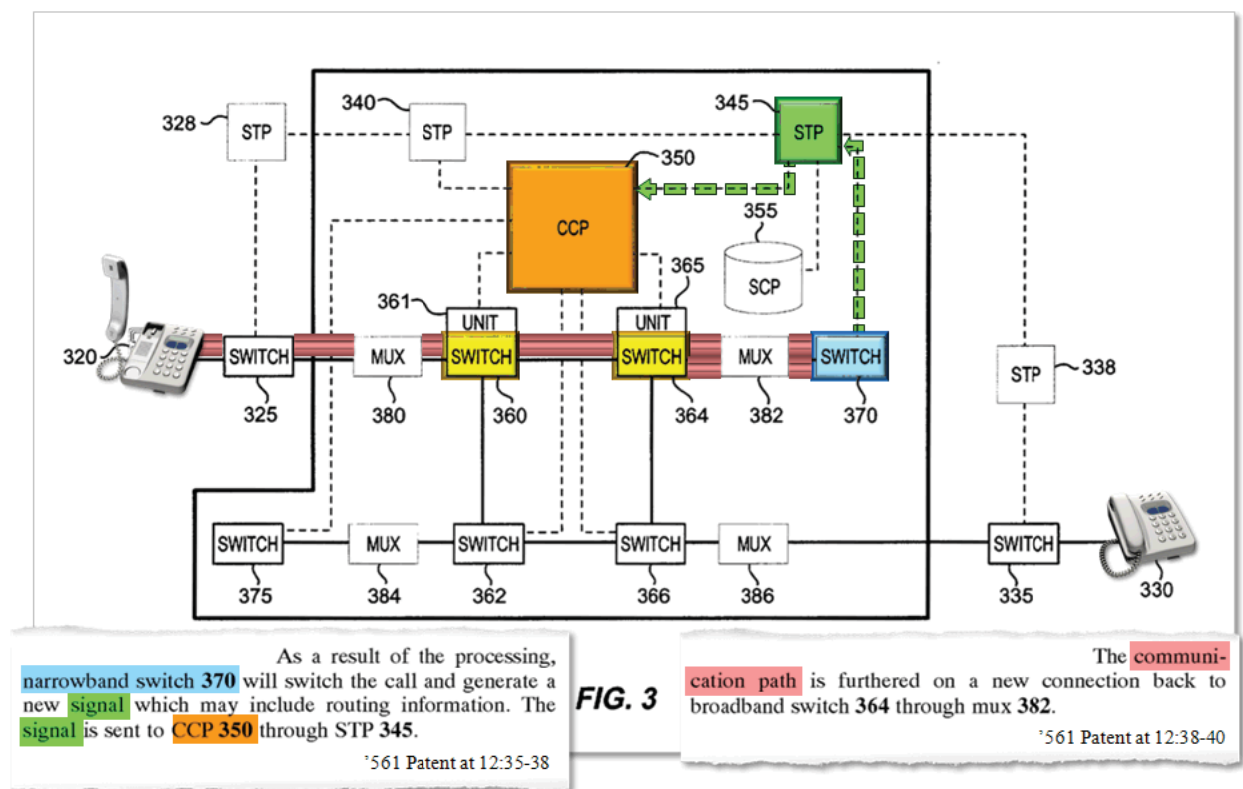 340
345
328
STP
STP
STP
350
355
CCP
365
361
SCP
UNIT
UNIT
320
SWITCH
MUX
SWITCH
SWITCH
MUX
SWITCH
STP
338
325
380
360
364
382
370
SWITCH
MUX
SWITCH
SWITCH
MUX
SWITCH
375
384
362
366
386
335
330
As a result of the processing,
narrowband switch 370 will switch the call and generate a
new signal which may include routing information. The
signal is sent to CCP 350 through STP 345.
’561 Patent at 12:35-38
FIG. 3
The communi-
cation path is furthered on a new connection back to
broadband switch 364 through mux 382.
’561 Patent at 12:38-40